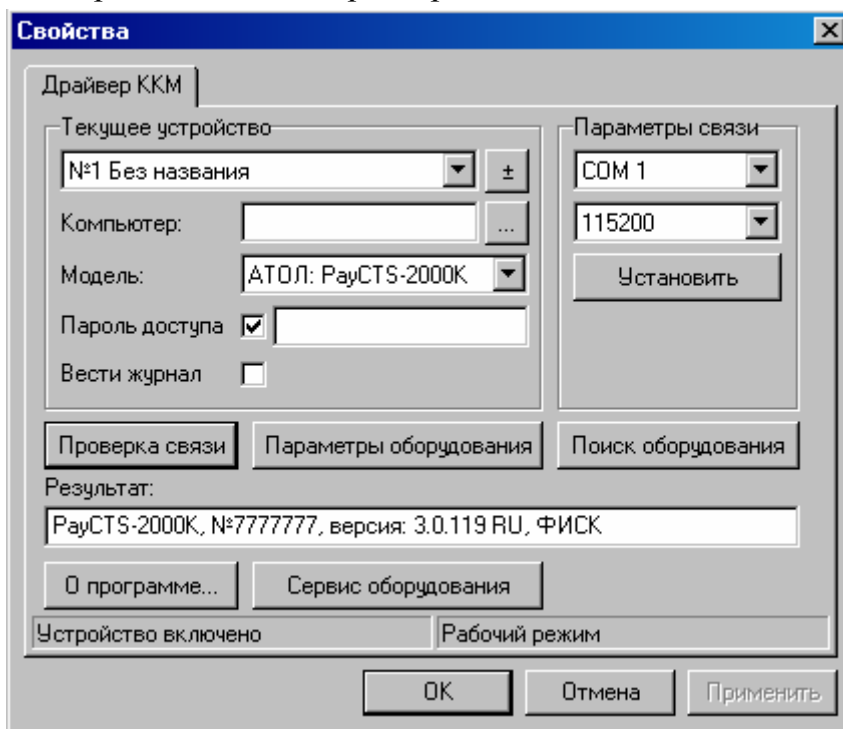 Свойства
Драйвер ККМ
Текущее устройство
Параметры связи
№1 Без названия
±
COM 1
Компьютер:
...
115200
Модель:
АТОЛ: PayCTS-2000K
Установить
Пароль доступа
Вести журнал
Проверка связи
Параметры оборудования
Поиск оборудования
Результат:
PayCTS-2000K, №7777777, версия: 3.0.119 RU, ФИСК
О программе...
Сервис оборудования
Устройство включено
Рабочий режим
OK
Отмена
Применить